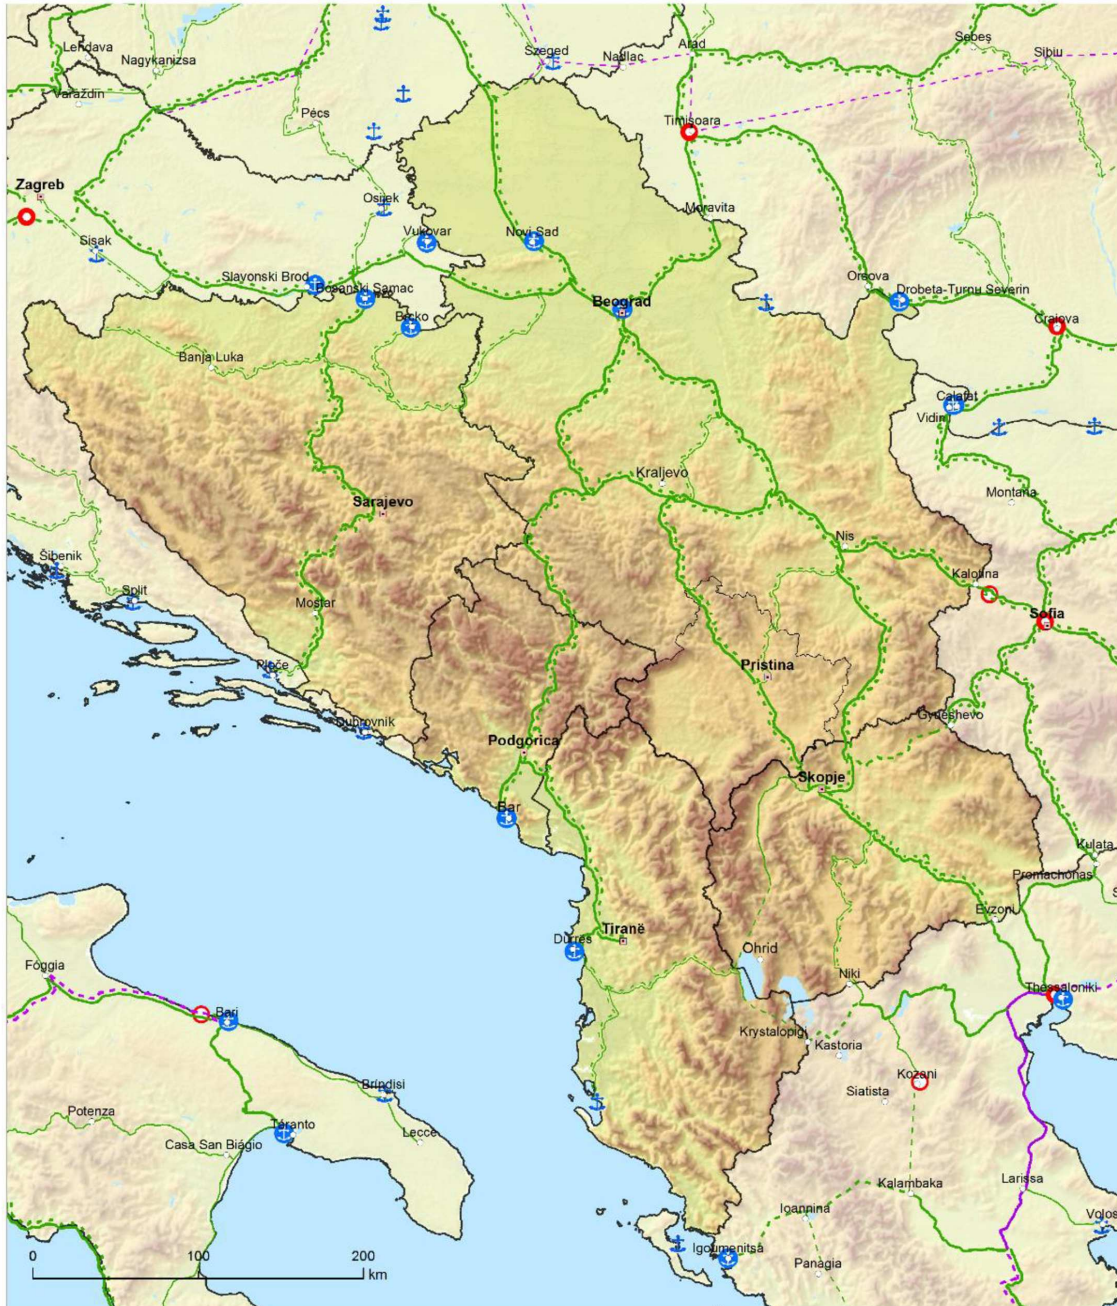 Lendava
Nagykanizsa
Szeged
Nadlac
Arad
Sebeş
Sibiu
Varaždin
Pécs
Timişoara
Zagreb
Osijek
Moravita
Sisak
Vukovar
Novi Sad
Slavonski Brod
Bosanski Samac
Orsova
Drobeta-Turnu Severin
Beograd
Brcko
Craiova
Banja Luka
Calafat
Vidin
Kraljevo
Montana
Sarajevo
Nis
Šibenik
Kalotina
Split
Mostar
Sofia
Ploče
Pristina
Dubrovnik
Gyueshevo
Podgorica
Skopje
Bar
Kulata
Promachonas
S
Evzoni
Tiranë
Durres
Ohrid
Foggia
Niki
Thessaloniki
Bari
Krystalopigi
Kastoria
Kozani
Brindisi
Siatista
Potenza
Taranto
Lecce
Casa San Biágio
Kalambaka
Larissa
Ioannina
Volos
Igoumenitsa
Panagia
0 100 200
km